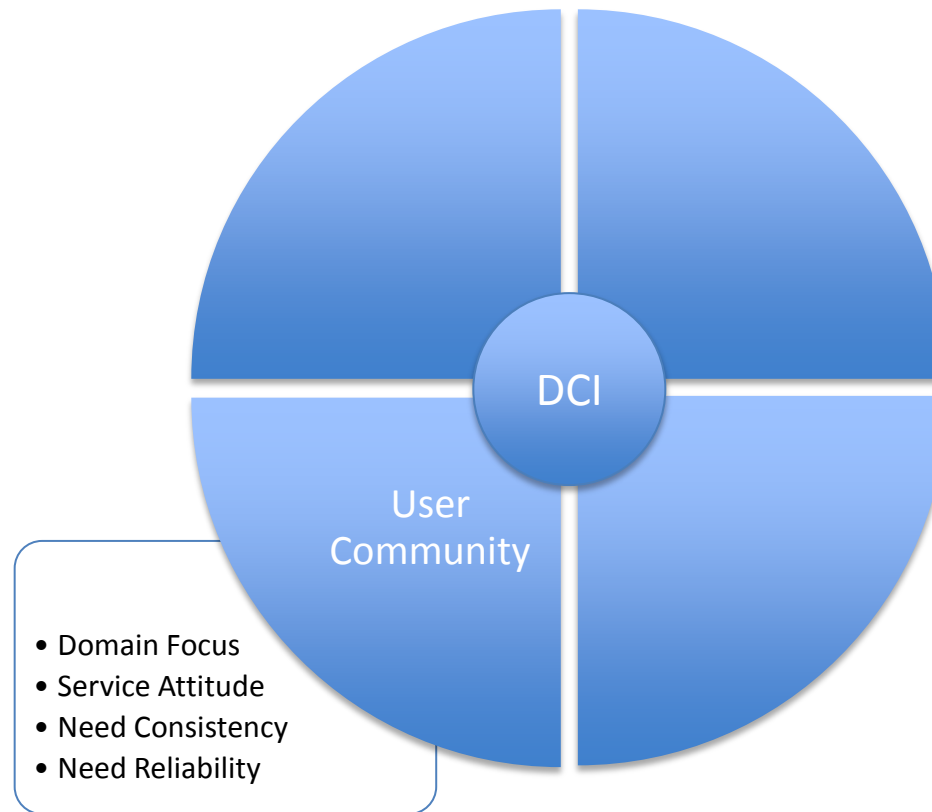 DCI
User
Community
• Domain Focus
• Service Attitude
• Need Consistency
• Need Reliability